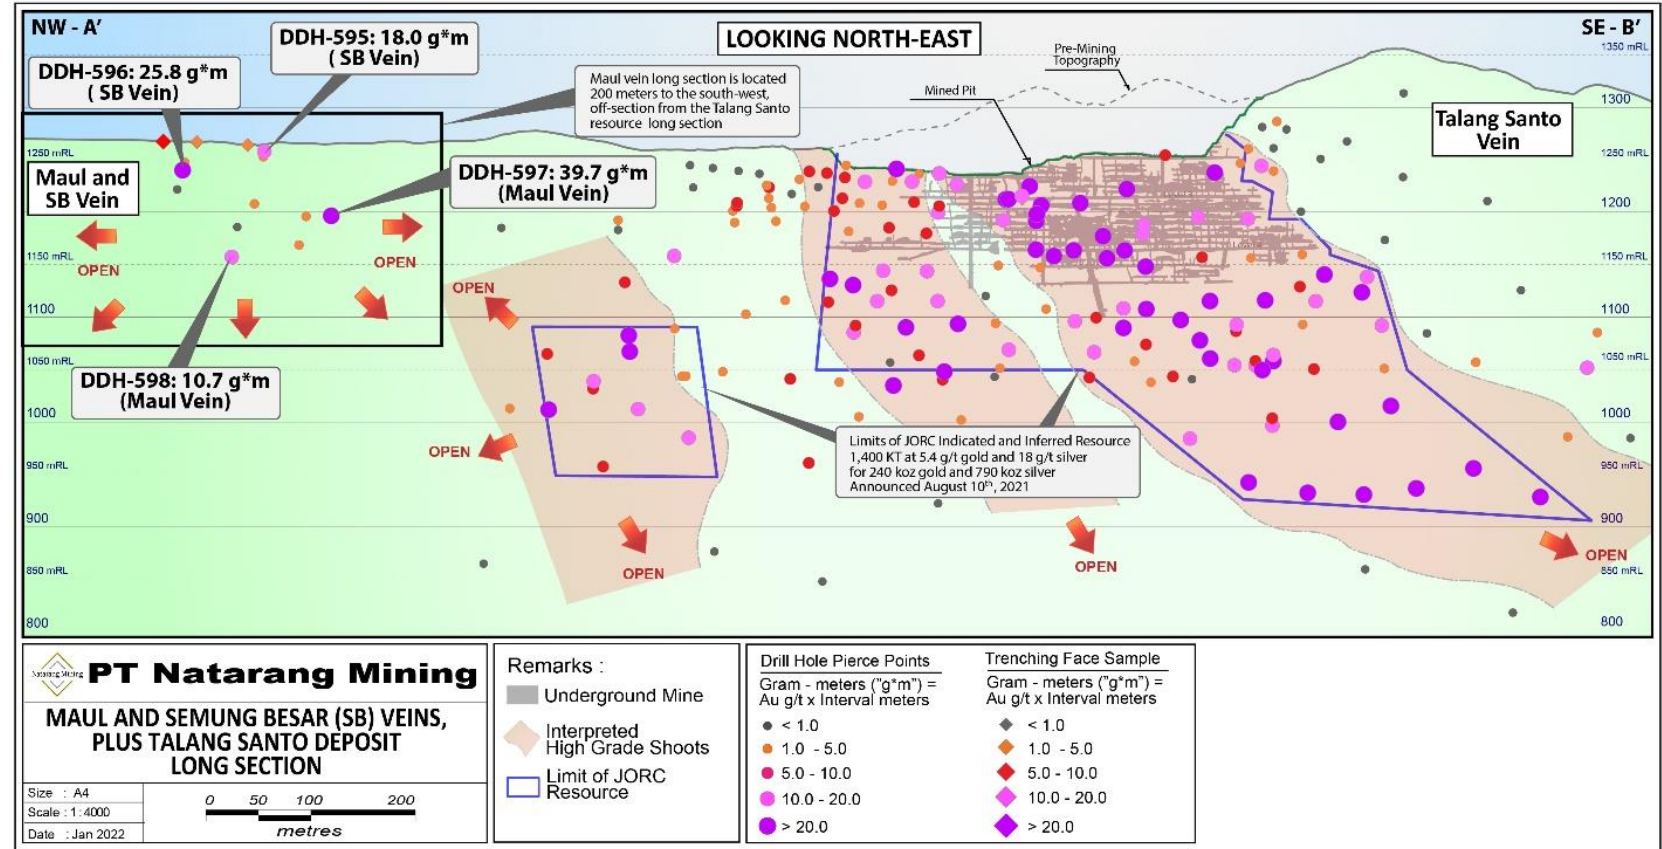 NW - A’
SE - B’
LOOKING NORTH-EAST
DDH-595: 18.0 g*m
( SB Vein)
DDH-596: 25.8 g*m
( SB Vein)
Maul vein long section is located
200 meters to the south-west,
off-section from the Talang Santo
resource long section
Pre-Mining
Topography
Mined Pit
Talang Santo
Vein
DDH-597: 39.7 g*m
(Maul Vein)
Maul and
SB Vein
DDH-598: 10.7 g*m
(Maul Vein)
1250 mRL
1150 mRL
1100
1050 mRL
1000
950 mRL
900
850 mRL
800
1350 mRL
1300
1250 mRL
1200
1150 mRL
1100
1050 mRL
1000
950 mRL
900
850 mRL
800
OPEN
OPEN
OPEN
OPEN
OPEN
OPEN
OPEN
Limits of JORC Indicated and Inferred Resource
1,400 KT at 5.4 g/t gold and 18 g/t silver
for 240 koz gold and 790 koz silver
Announced August 10th, 2021
Natarang Mining
PT Natarang Mining
MAUL AND SEMUNG BESAR (SB) VEINS,
PLUS TALANG SANTO DEPOSIT
LONG SECTION
Size : A4
Scale : 1:4000
Date : Jan 2022
0 50 100 200
metres
Remarks :
Underground Mine
Interpreted
High Grade Shoots
Limit of JORC
Resource
Drill Hole Pierce Points
Gram - meters ("g*m") =
Au g/t x Interval meters
< 1.0
1.0 - 5.0
5.0 - 10.0
10.0 - 20.0
> 20.0
Trenching Face Sample
Gram - meters ("g*m") =
Au g/t x Interval meters
< 1.0
1.0 - 5.0
5.0 - 10.0
10.0 - 20.0
> 20.0